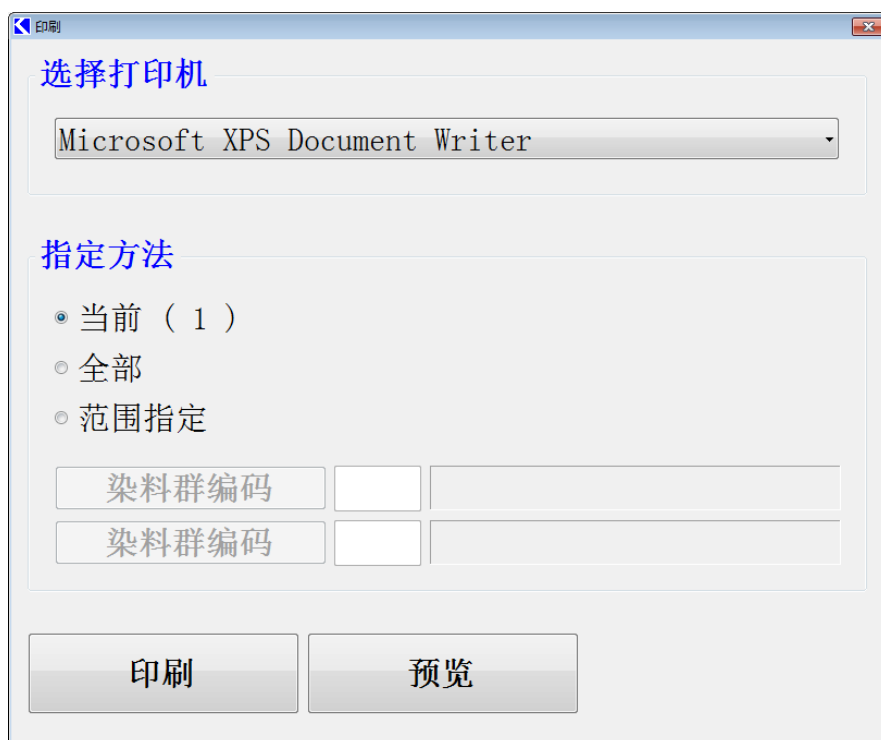 印刷
选择打印机
Microsoft XPS Document Writer
指定方法
当前 ( 1 )
全部
范围指定
染料群编码
染料群编码
印刷 预览